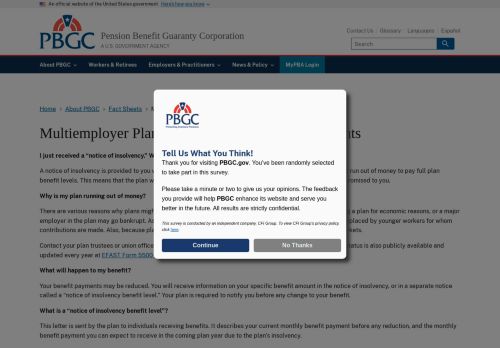 An official website of the United States government Here's how you know
PBGC
Pension Benefit Guaranty Corporation
A U.S. GOVERNMENT AGENCY
Contact Us Glossary Languages Español
Search
About PBGC Workers & Retirees Employers & Practitioners News & Policy MyPBA Login
Home > About PBGC > Fact Sheets > M
Multiemployer Plan ts
I just received a "notice of insolvency."
A notice of insolvency is provided to you run out of money to pay full plan
benefit levels. This means that the plan w omised to you.
Why is my plan running out of money?
There are various reasons why plans might a plan for economic reasons, or a major
employer in the plan may go bankrupt. As placed by younger workers for whom
contributions are made. Also, because plan rkets.
Contact your plan trustees or union office atus is also publicly available and
updated every year at EFAST Form 5500
What will happen to my benefit?
Your benefit payments may be reduced. You will receive information on your specific benefit amount in the notice of insolvency, or in a separate notice
called a "notice of insolvency benefit level." Your plan is required to notify you before any change to your benefit.
What is a "notice of insolvency benefit level"?
This letter is sent by the plan to individuals receiving benefits. It describes your current monthly benefit payment before any reduction, and the monthly
benefit payment you can expect to receive in the coming plan year due to the plan's insolvency.
PBGC
Protecting America's Pensions
Tell Us What You Think!
Thank you for visiting PBGC.gov. You've been randomly selected
to take part in this survey.
Please take a minute or two to give us your opinions. The feedback
you provide will help PBGC enhance its website and serve you
better in the future. All results are strictly confidential.
This survey is conducted by an independent company, CFI Group. To view CFI Group's privacy policy,
click here.
Continue No Thanks